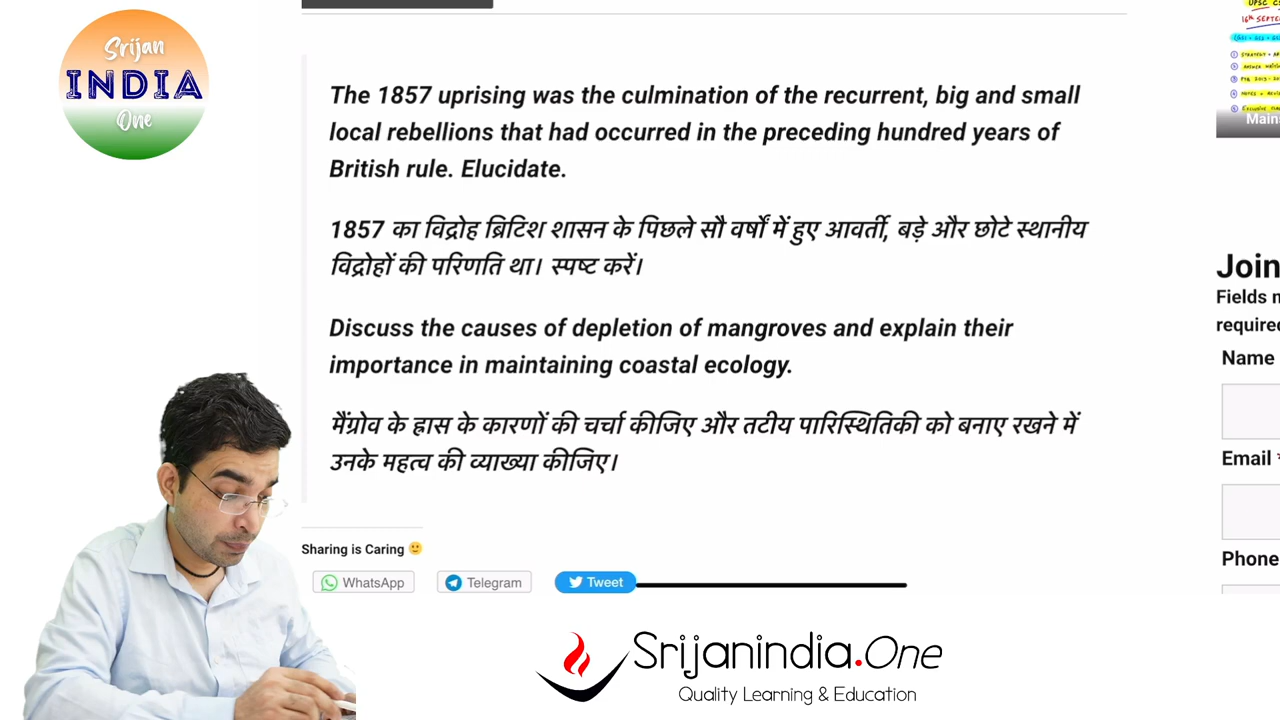 Srijan
INDIA
One
The 1857 uprising was the culmination of the recurrent, big and small
local rebellions that had occurred in the preceding hundred years of
British rule. Elucidate.
1857 का विद्रोह ब्रिटिश शासन के पिछले सौ वर्षों में हुए आवर्ती, बड़े और छोटे स्थानीय
विद्रोहों की परिणति था। स्पष्ट करें।
Discuss the causes of depletion of mangroves and explain their
importance in maintaining coastal ecology.
मैंग्रोव के ह्रास के कारणों की चर्चा कीजिए और तटीय पारिस्थितिकी को बनाए रखने में
उनके महत्व की व्याख्या कीजिए।
Sharing is Caring 🙂
WhatsApp
Telegram
Tweet
Srijanindia.One
Quality Learning & Education
UPSC
16th
Main
Join
Fields
required
Name
Email *
Phone